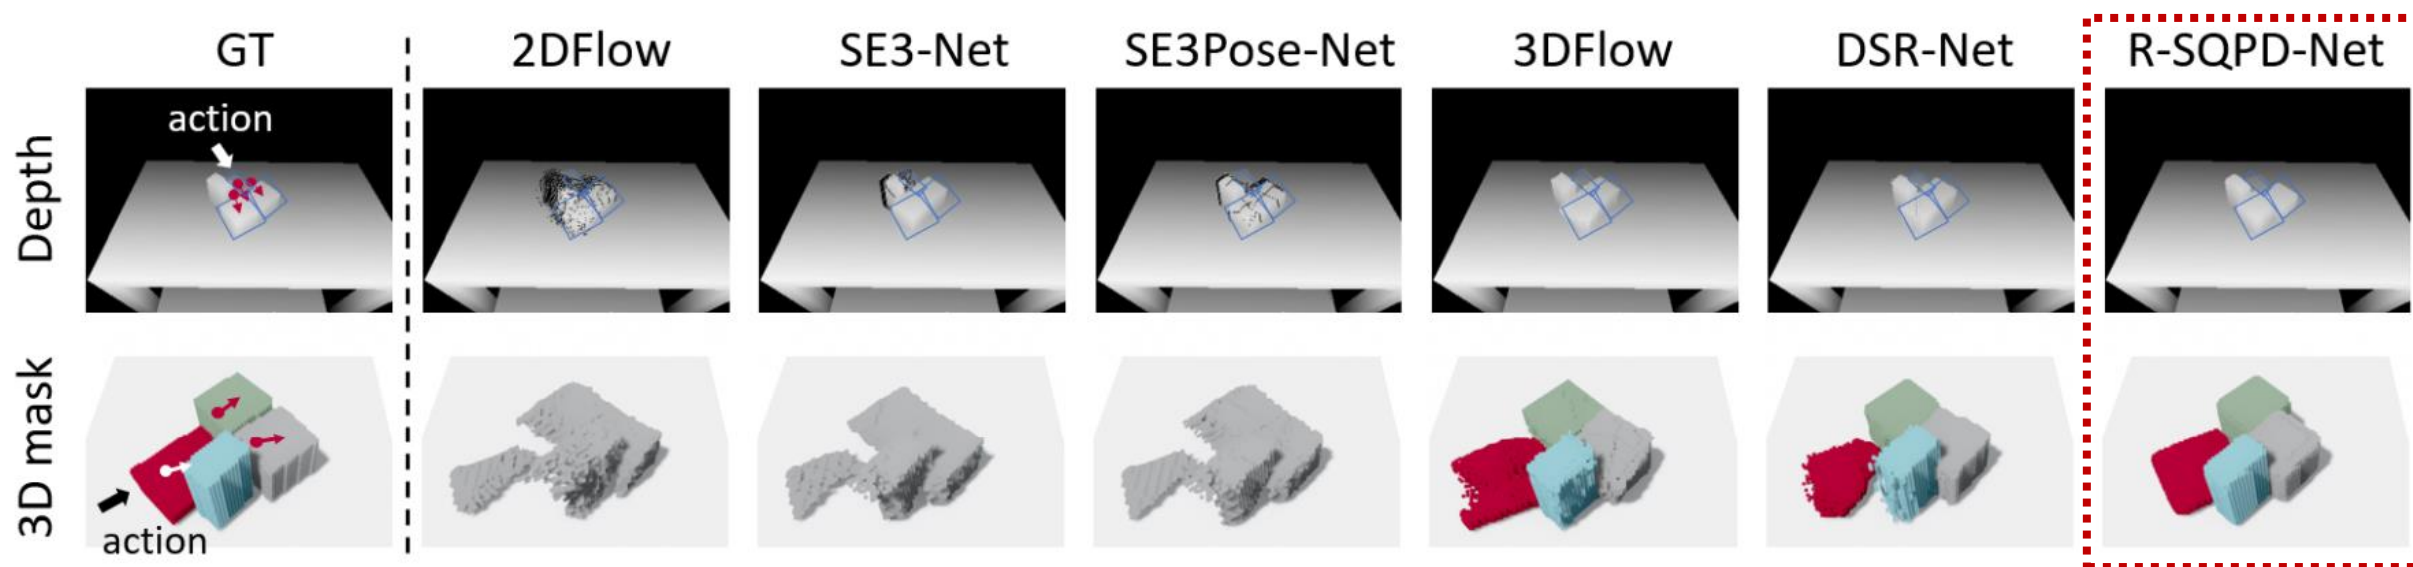 GT 2DFlow SE3-Net SE3Pose-Net 3DFlow DSR-Net R-SQPD-Net
Depth
action
3D mask
action